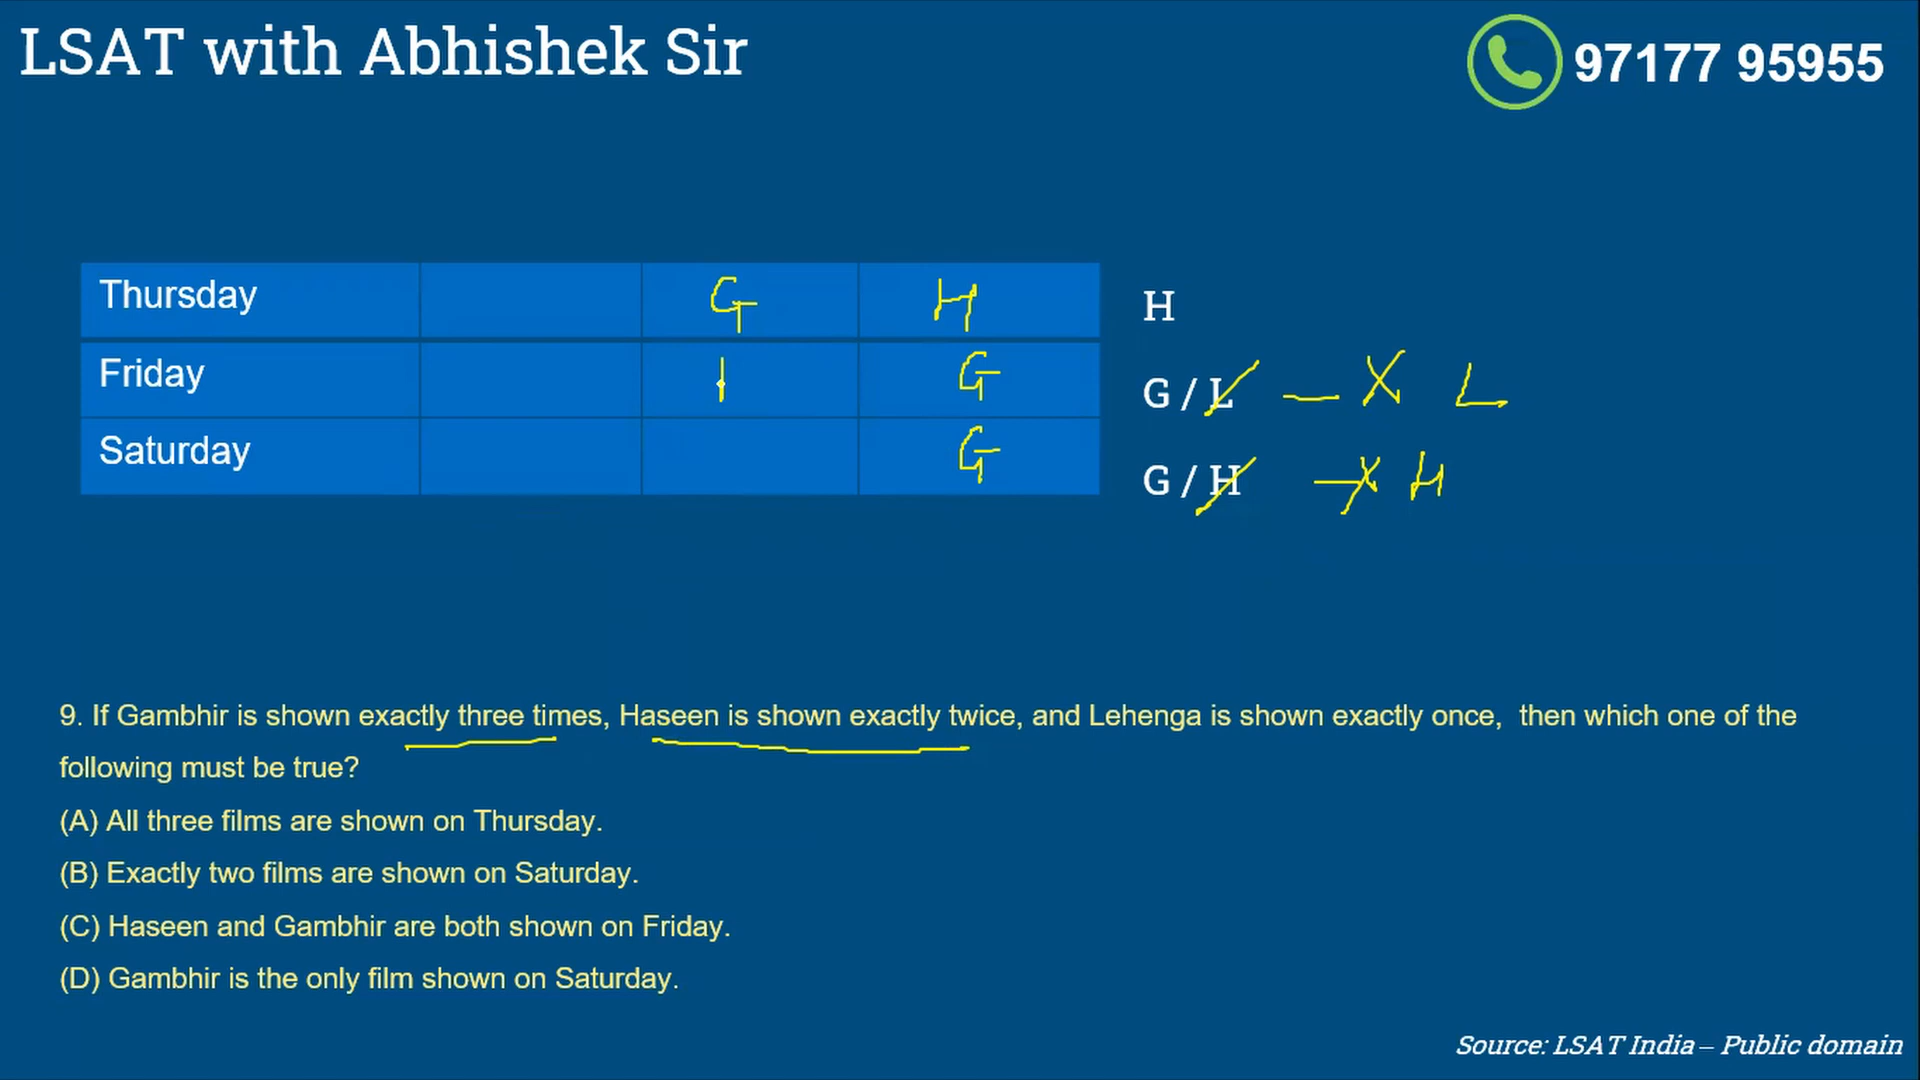 LSAT with Abhishek Sir
97177 95955
Thursday G H H
Friday G G / L X L
Saturday G G / H X H
9. If Gambhir is shown exactly three times, Haseen is shown exactly twice, and Lehenga is shown exactly once, then which one of the
following must be true?
(A) All three films are shown on Thursday.
(B) Exactly two films are shown on Saturday.
(C) Haseen and Gambhir are both shown on Friday.
(D) Gambhir is the only film shown on Saturday.
Source: LSAT India – Public domain